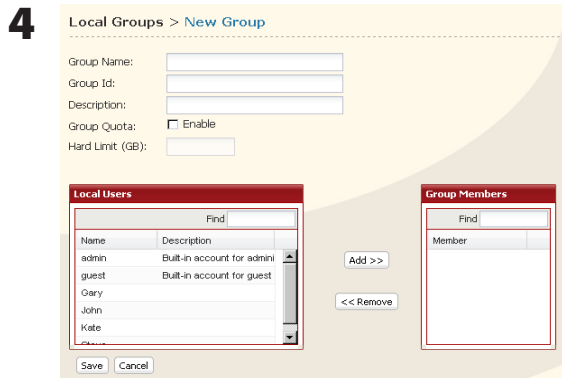 4
Local Groups > New Group
Group Name:
Group Id:
Description:
Group Quota: Enable
Hard Limit (GB):
Local Users
Find
Name Description
admin Built-in account for admini
guest Built-in account for guest
Gary
John
Kate
Add >>
<< Remove
Group Members
Find
Member
Save Cancel